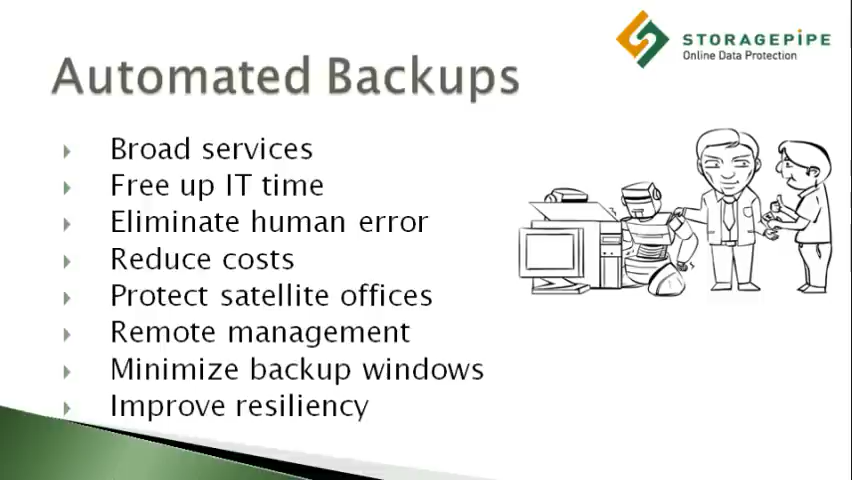 STORAGEPIPE
Online Data Protection
Automated Backups
Broad services
Free up IT time
Eliminate human error
Reduce costs
Protect satellite offices
Remote management
Minimize backup windows
Improve resiliency